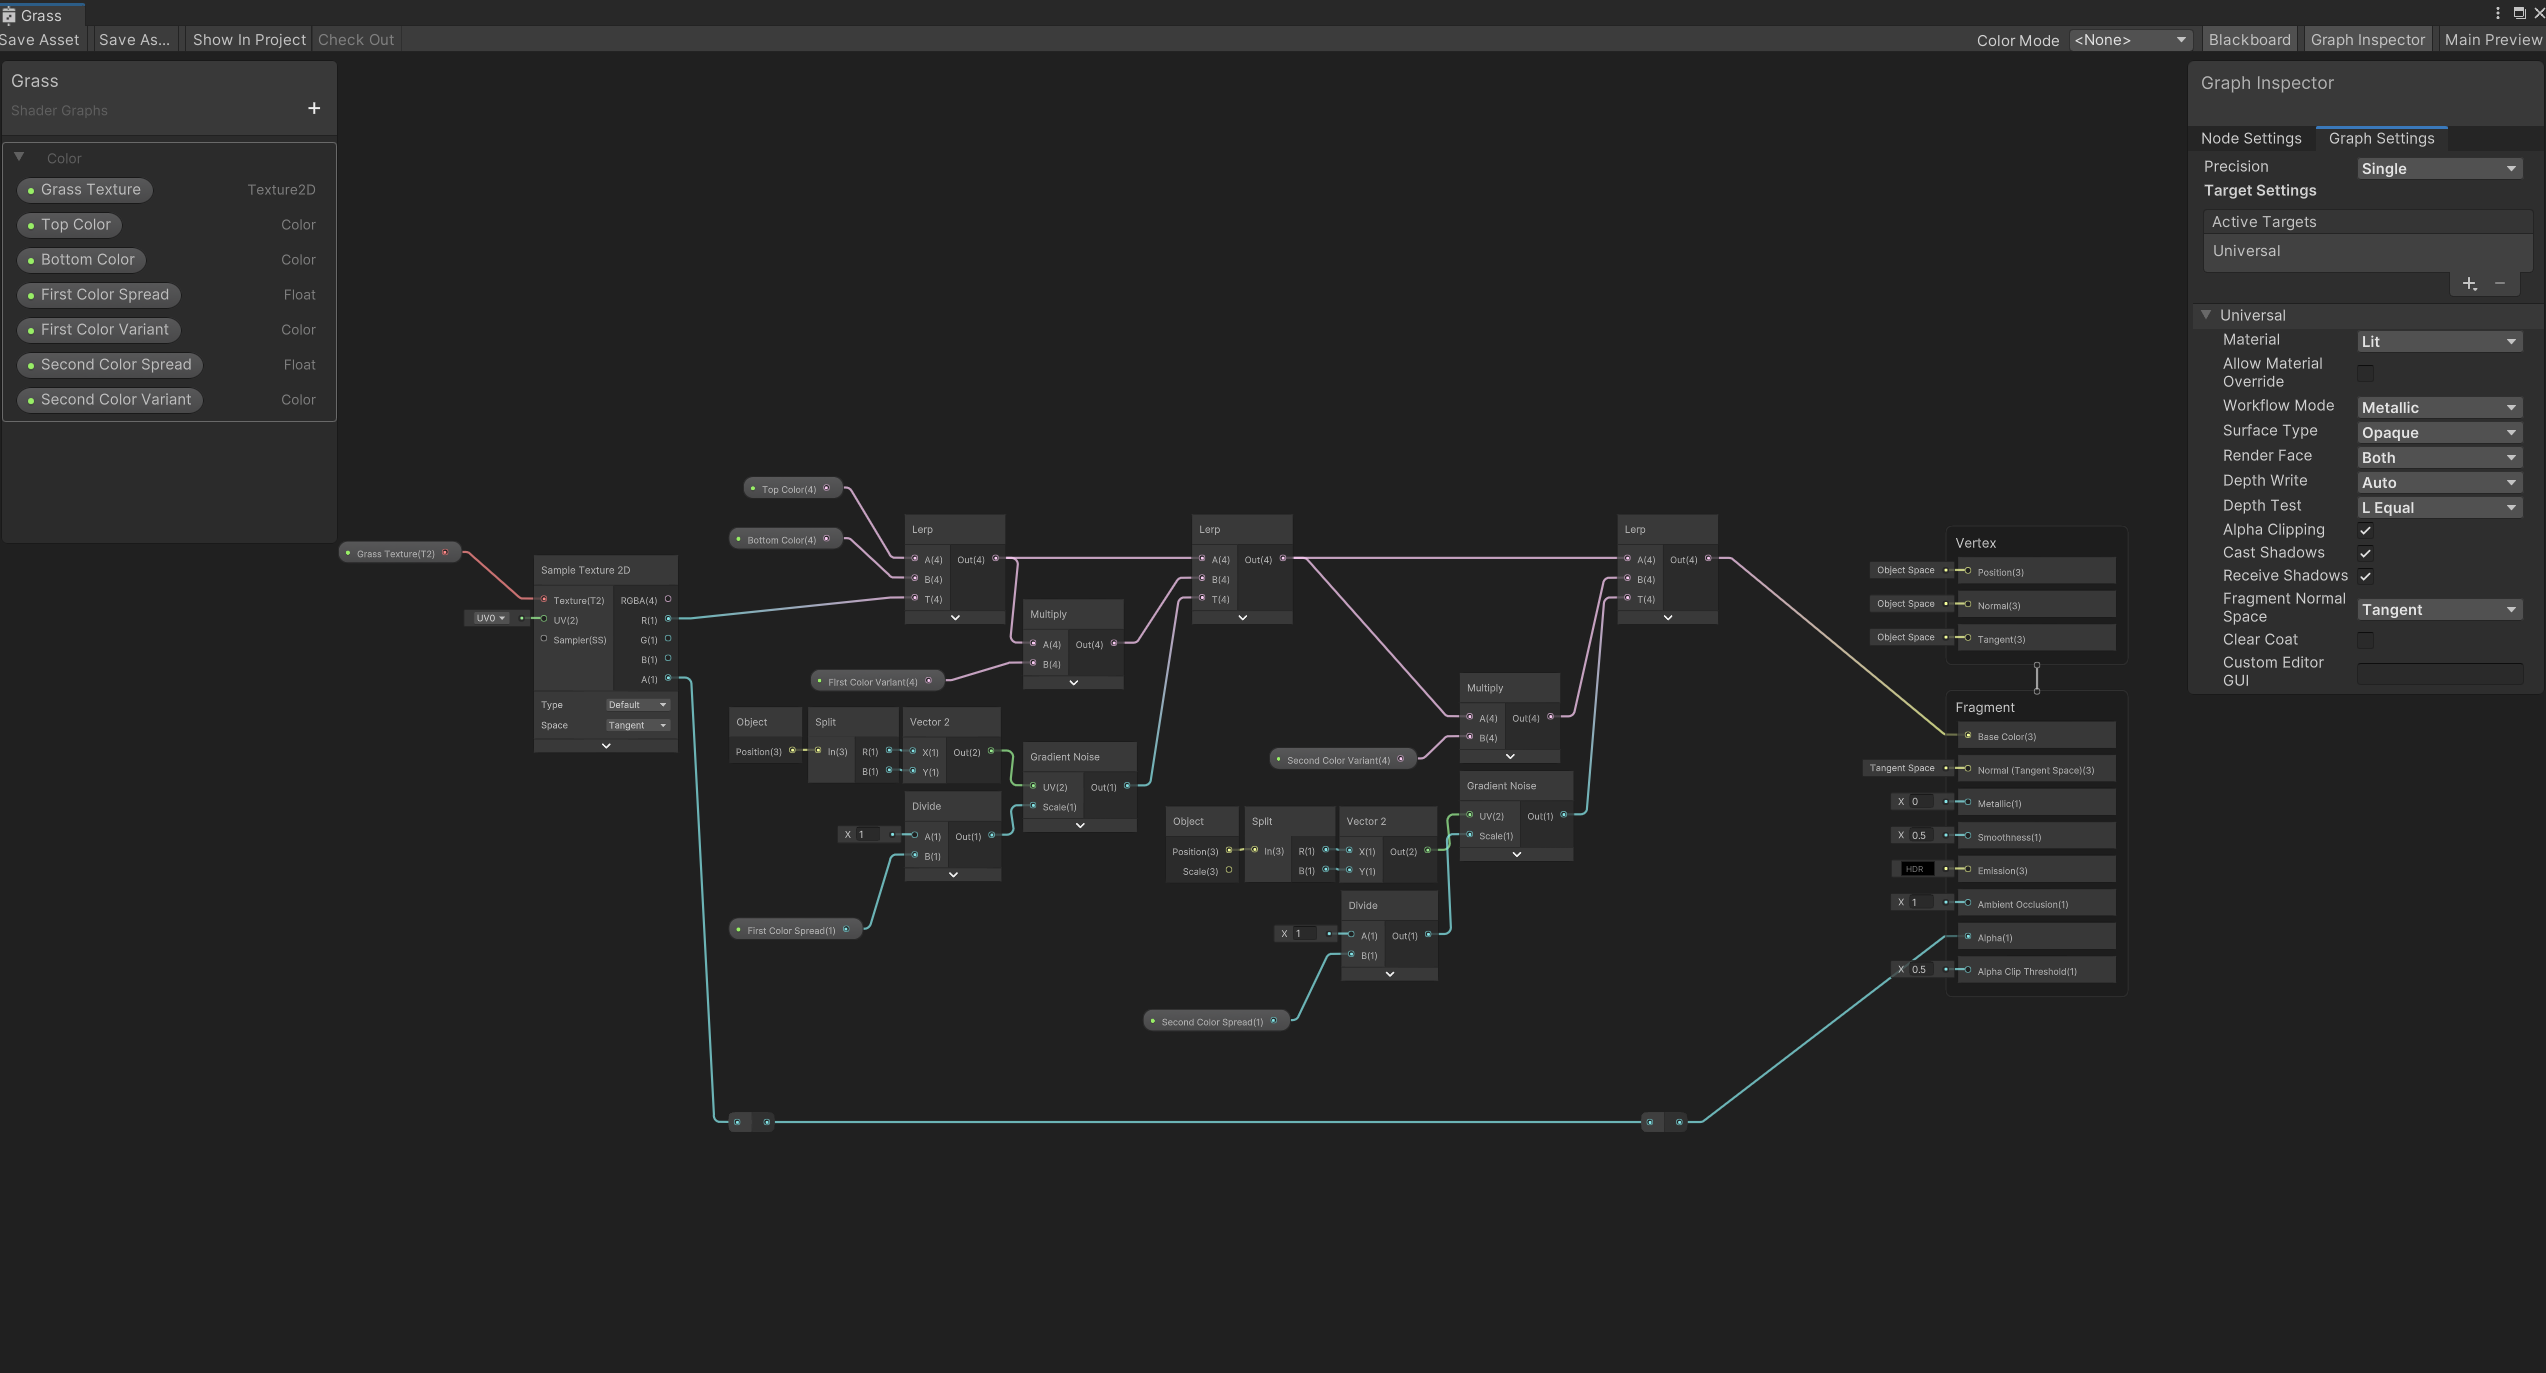 Grass
Save Asset
Save As...
Show In Project
Check Out
Color Mode
<None>
Blackboard
Graph Inspector
Main Preview
Grass
Shader Graphs
+
Color
Grass Texture Texture2D
Top Color Color
Bottom Color Color
First Color Spread Float
First Color Variant Color
Second Color Spread Float
Second Color Variant Color
Grass Texture(T2)
Sample Texture 2D
Texture(T2) RGBA(4)
UV0
UV(2) R(1)
Sampler(SS) G(1)
B(1)
A(1)
Type Default
Space Tangent
Top Color(4)
Bottom Color(4)
Lerp
A(4) Out(4)
B(4)
T(4)
Multiply
A(4) Out(4)
B(4)
First Color Variant(4)
Object
Position(3)
Split
In(3) R(1)
B(1)
Vector 2
X(1) Out(2)
Y(1)
Gradient Noise
UV(2) Out(1)
Scale(1)
Divide
X 1
A(1) Out(1)
B(1)
First Color Spread(1)
Lerp
A(4) Out(4)
B(4)
T(4)
Multiply
A(4) Out(4)
B(4)
Second Color Variant(4)
Gradient Noise
UV(2) Out(1)
Scale(1)
Object
Position(3)
Scale(3)
Split
In(3) R(1)
B(1)
Vector 2
X(1) Out(2)
Y(1)
Divide
X 1
A(1) Out(1)
B(1)
Second Color Spread(1)
Lerp
A(4) Out(4)
B(4)
T(4)
Vertex
Object Space Position(3)
Object Space Normal(3)
Object Space Tangent(3)
Fragment
Base Color(3)
Tangent Space Normal (Tangent Space)(3)
X 0 Metallic(1)
X 0.5 Smoothness(1)
HDR Emission(3)
X 1 Ambient Occlusion(1)
Alpha(1)
X 0.5 Alpha Clip Threshold(1)
Graph Inspector
Node Settings Graph Settings
Precision Single
Target Settings
Active Targets
Universal
Universal
Material Lit
Allow Material
Override
Workflow Mode Metallic
Surface Type Opaque
Render Face Both
Depth Write Auto
Depth Test L Equal
Alpha Clipping
Cast Shadows
Receive Shadows
Fragment Normal
Space Tangent
Clear Coat
Custom Editor
GUI